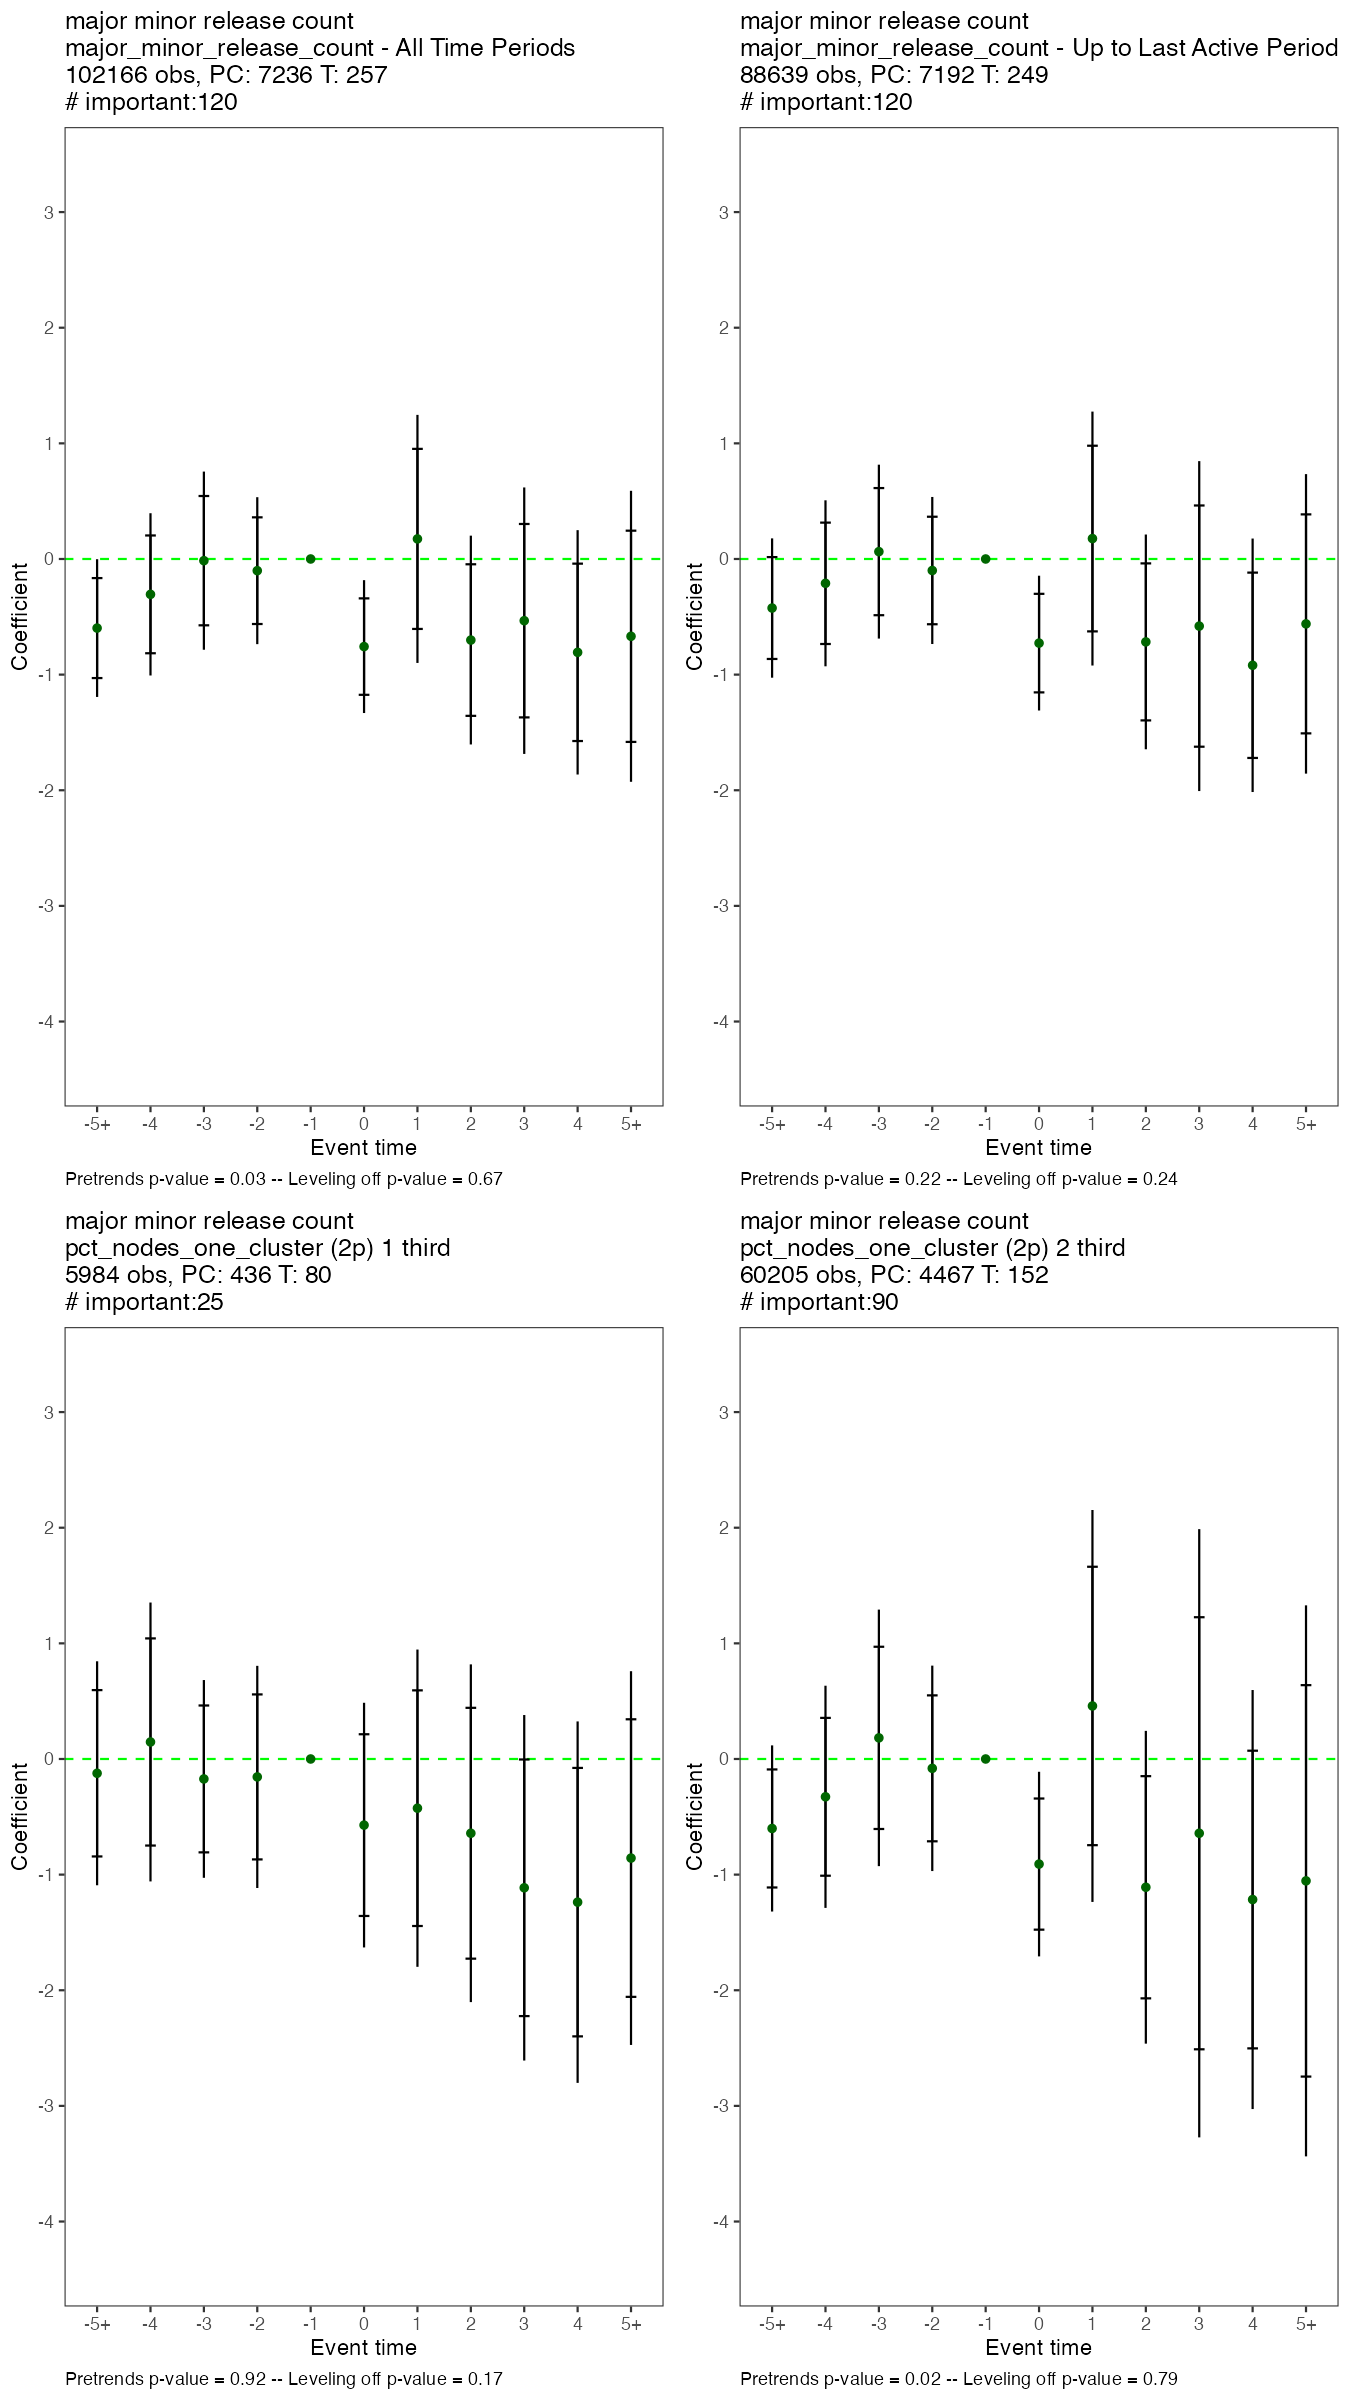 major minor release count
major_minor_release_count - All Time Periods
102166 obs, PC: 7236 T: 257
# important:120
Coefficient
3
2
1
0
-1
-2
-3
-4
-5+ -4 -3 -2 -1 0 1 2 3 4 5+
Event time
Pretrends p-value = 0.03 -- Leveling off p-value = 0.67
major minor release count
major_minor_release_count - Up to Last Active Period
88639 obs, PC: 7192 T: 249
# important:120
Coefficient
3
2
1
0
-1
-2
-3
-4
-5+ -4 -3 -2 -1 0 1 2 3 4 5+
Event time
Pretrends p-value = 0.22 -- Leveling off p-value = 0.24
major minor release count
pct_nodes_one_cluster (2p) 1 third
5984 obs, PC: 436 T: 80
# important:25
Coefficient
3
2
1
0
-1
-2
-3
-4
-5+ -4 -3 -2 -1 0 1 2 3 4 5+
Event time
Pretrends p-value = 0.92 -- Leveling off p-value = 0.17
major minor release count
pct_nodes_one_cluster (2p) 2 third
60205 obs, PC: 4467 T: 152
# important:90
Coefficient
3
2
1
0
-1
-2
-3
-4
-5+ -4 -3 -2 -1 0 1 2 3 4 5+
Event time
Pretrends p-value = 0.02 -- Leveling off p-value = 0.79